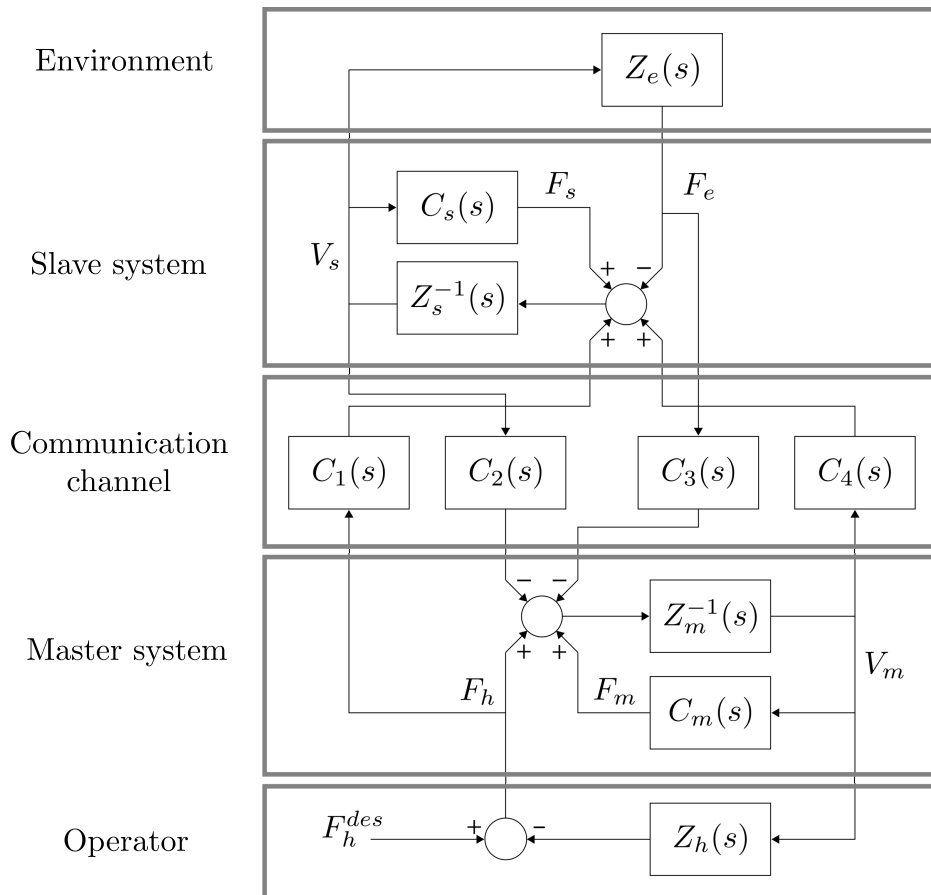 Environment
Z_e(s)
C_s(s)
F_s
F_e
Slave system
V_s
+
−
Z_s^{-1}(s)
+
+
Communication
channel
C_1(s)
C_2(s)
C_3(s)
C_4(s)
−
−
Z_m^{-1}(s)
Master system
+
+
V_m
F_h
F_m
C_m(s)
Operator
F_h^{des}
+
−
Z_h(s)